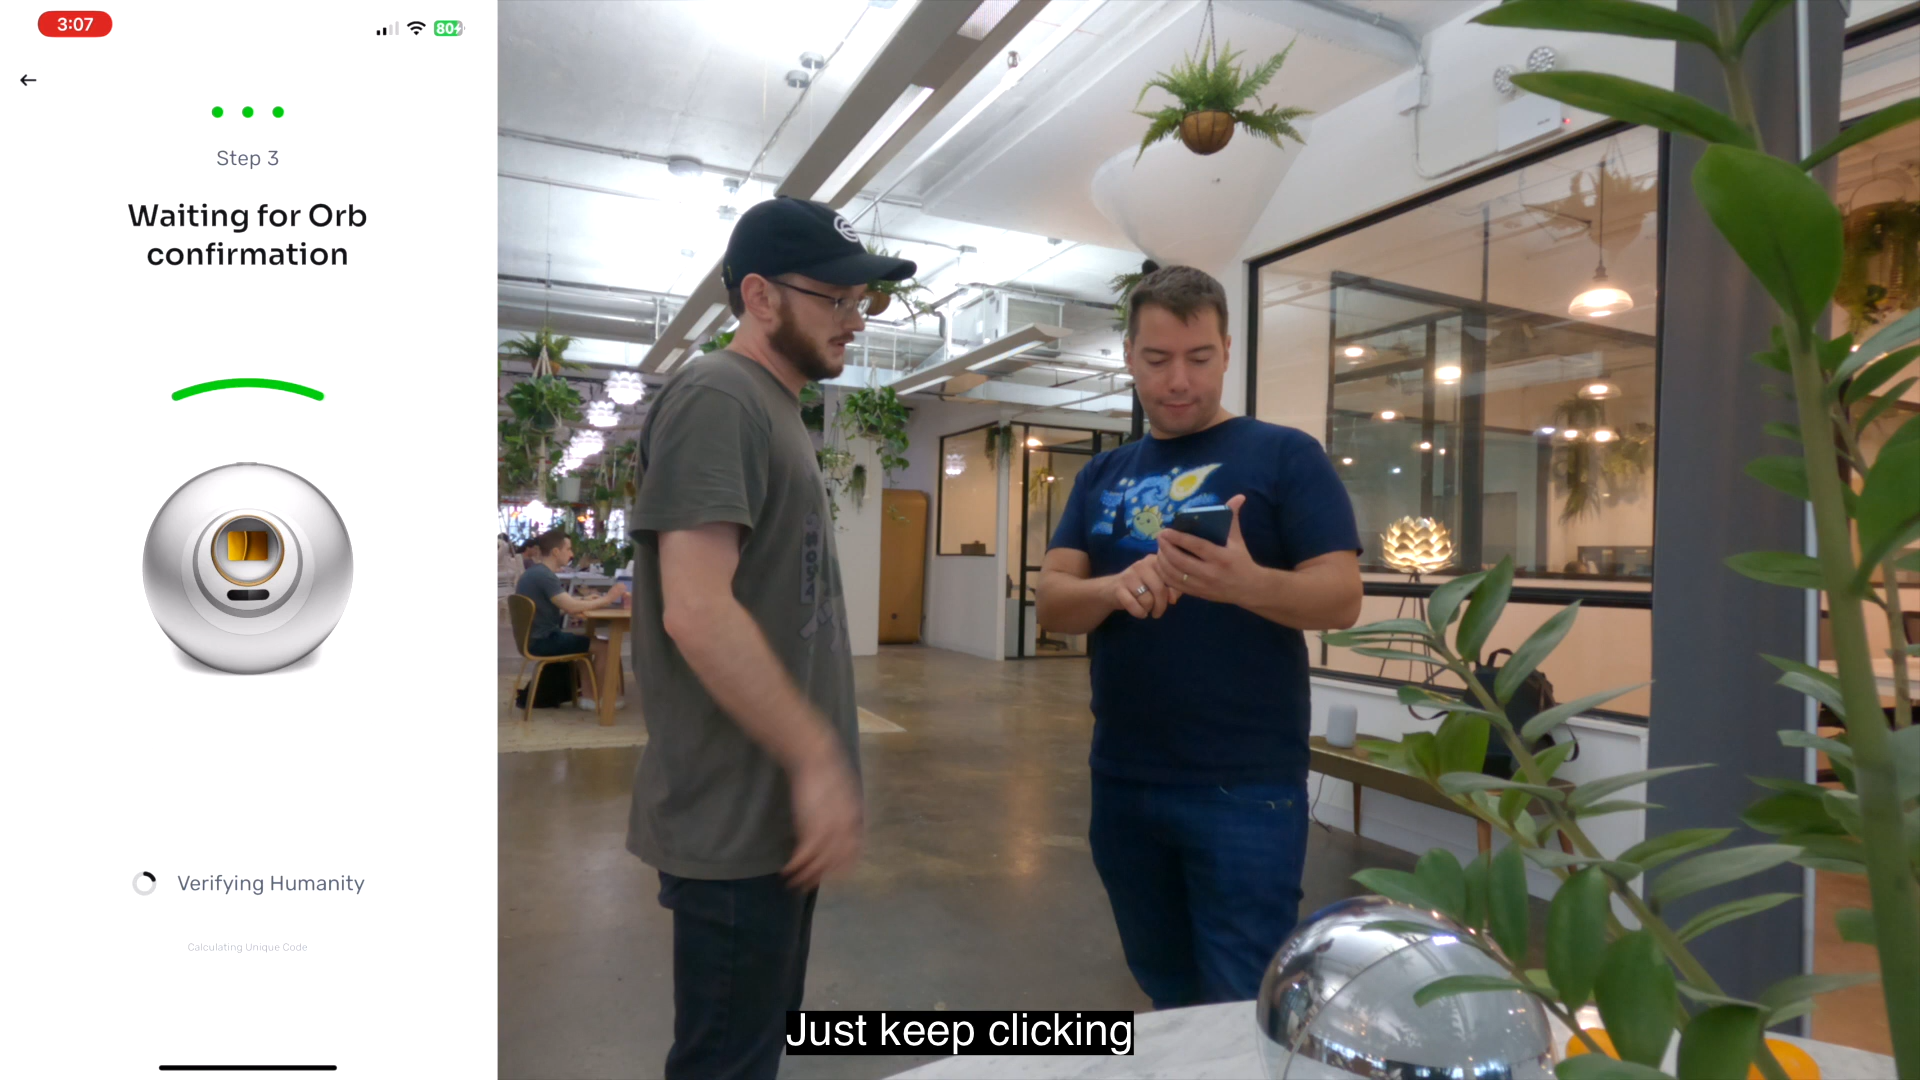 3:07
80
Step 3
Waiting for Orb
confirmation
Verifying Humanity
Calculating Unique Code
Just keep clicking